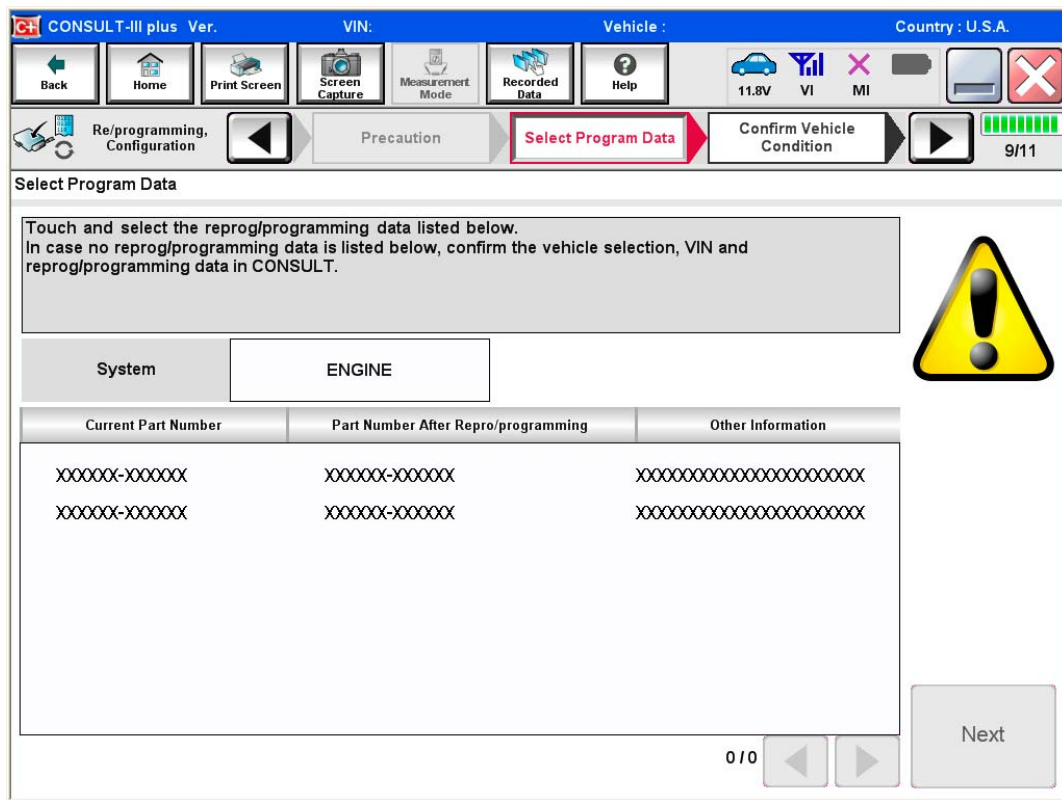 C+ CONSULT-III plus Ver. VIN: Vehicle : Country : U.S.A.
Back
Home
Print Screen
Screen
Capture
Measurement
Mode
Recorded
Data
Help
11.8V VI MI
Re/programming,
Configuration
Precaution
Select Program Data
Confirm Vehicle
Condition
9/11
Select Program Data
Touch and select the reprog/programming data listed below.
In case no reprog/programming data is listed below, confirm the vehicle selection, VIN and
reprog/programming data in CONSULT.
System ENGINE
Current Part Number Part Number After Repro/programming Other Information
XXXXXX-XXXXXX XXXXXX-XXXXXX XXXXXXXXXXXXXXXXXXXXXX
XXXXXX-XXXXXX XXXXXX-XXXXXX XXXXXXXXXXXXXXXXXXXXXX
Next
0/0